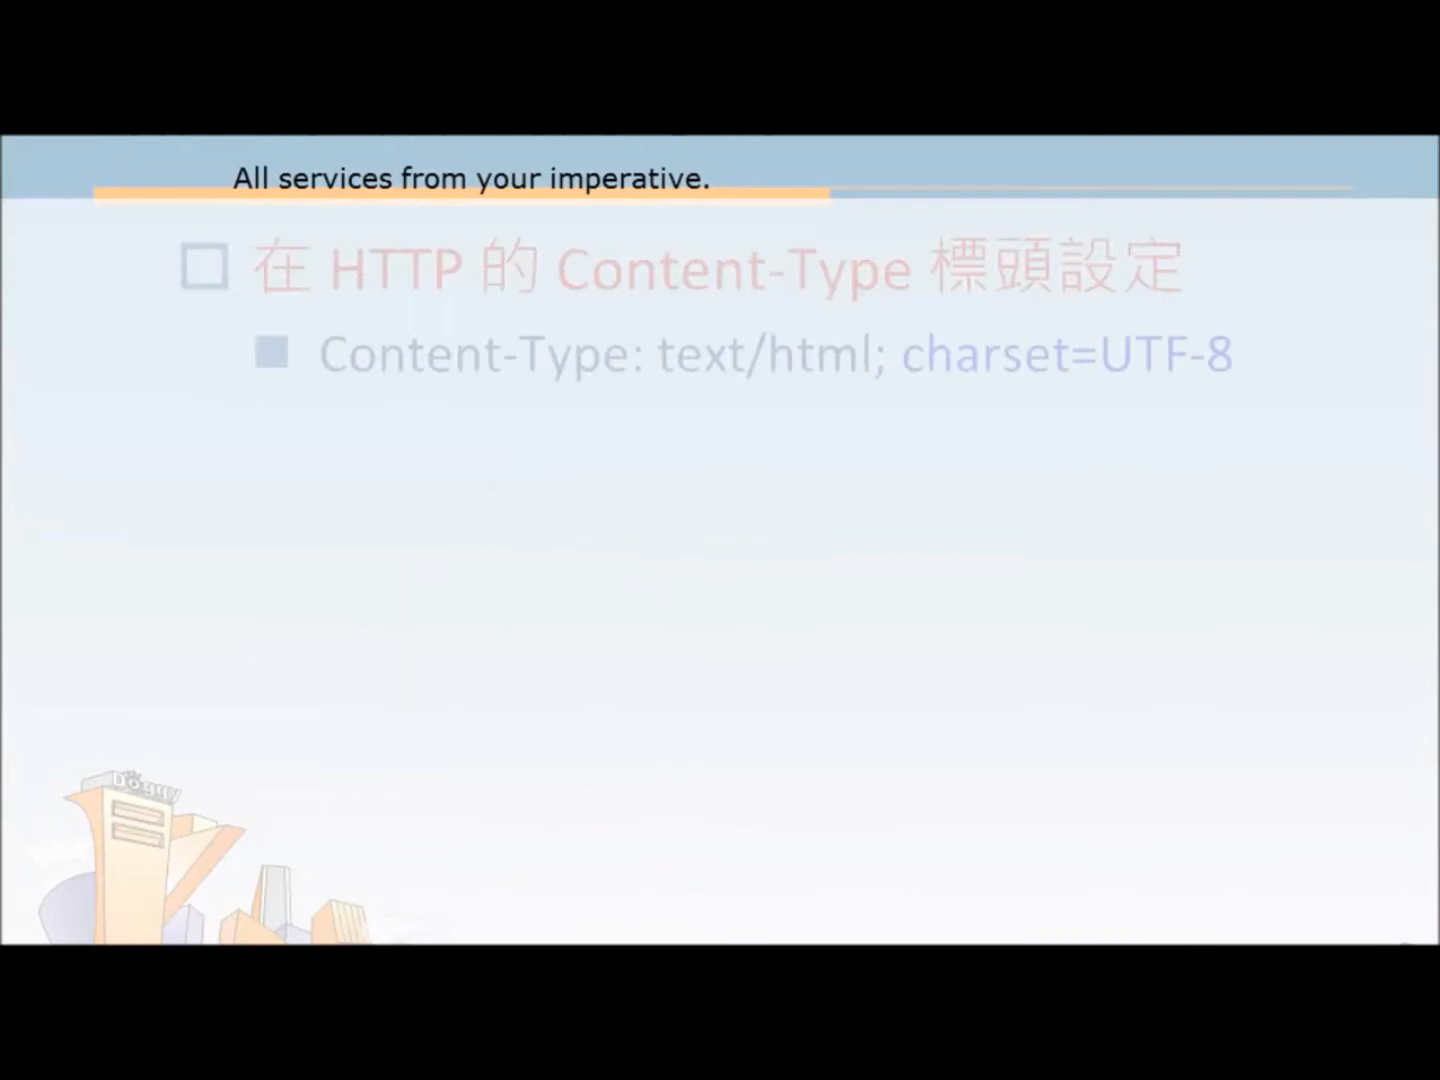 All services from your imperative.
在 HTTP 的 Content-Type 標頭設定
Content-Type: text/html; charset=UTF-8
Doggy